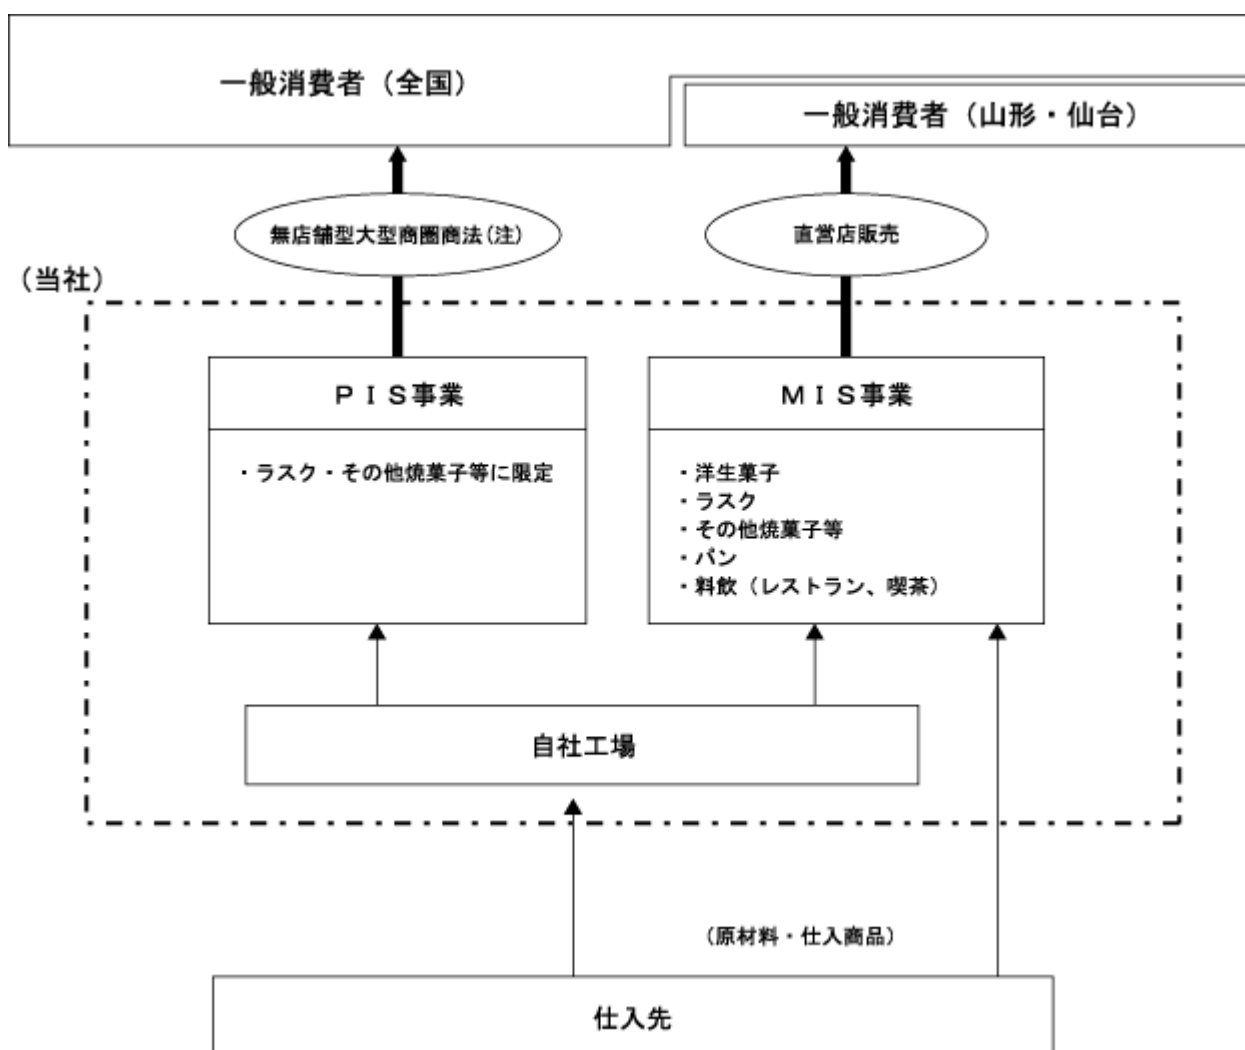 一般消費者（全国）
一般消費者（山形・仙台）
無店舗型大型商圏商法(注)
直営店販売
（当社）
ＰＩＳ事業
ＭＩＳ事業
・ラスク・その他焼菓子等に限定
・洋生菓子
・ラスク
・その他焼菓子等
・パン
・料飲（レストラン、喫茶）
自社工場
（原材料・仕入商品）
仕入先